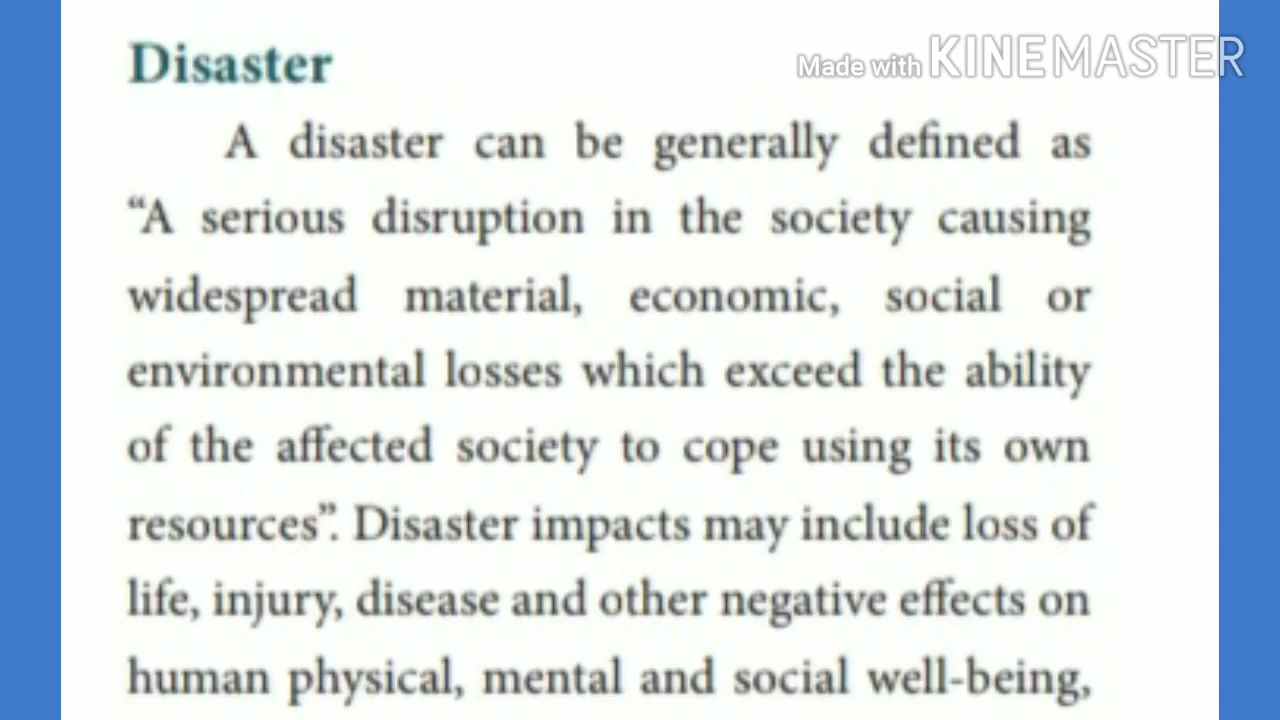 Disaster
Made with KINEMASTER
A disaster can be generally defined as
“A serious disruption in the society causing
widespread material, economic, social or
environmental losses which exceed the ability
of the affected society to cope using its own
resources”. Disaster impacts may include loss of
life, injury, disease and other negative effects on
human physical, mental and social well-being,